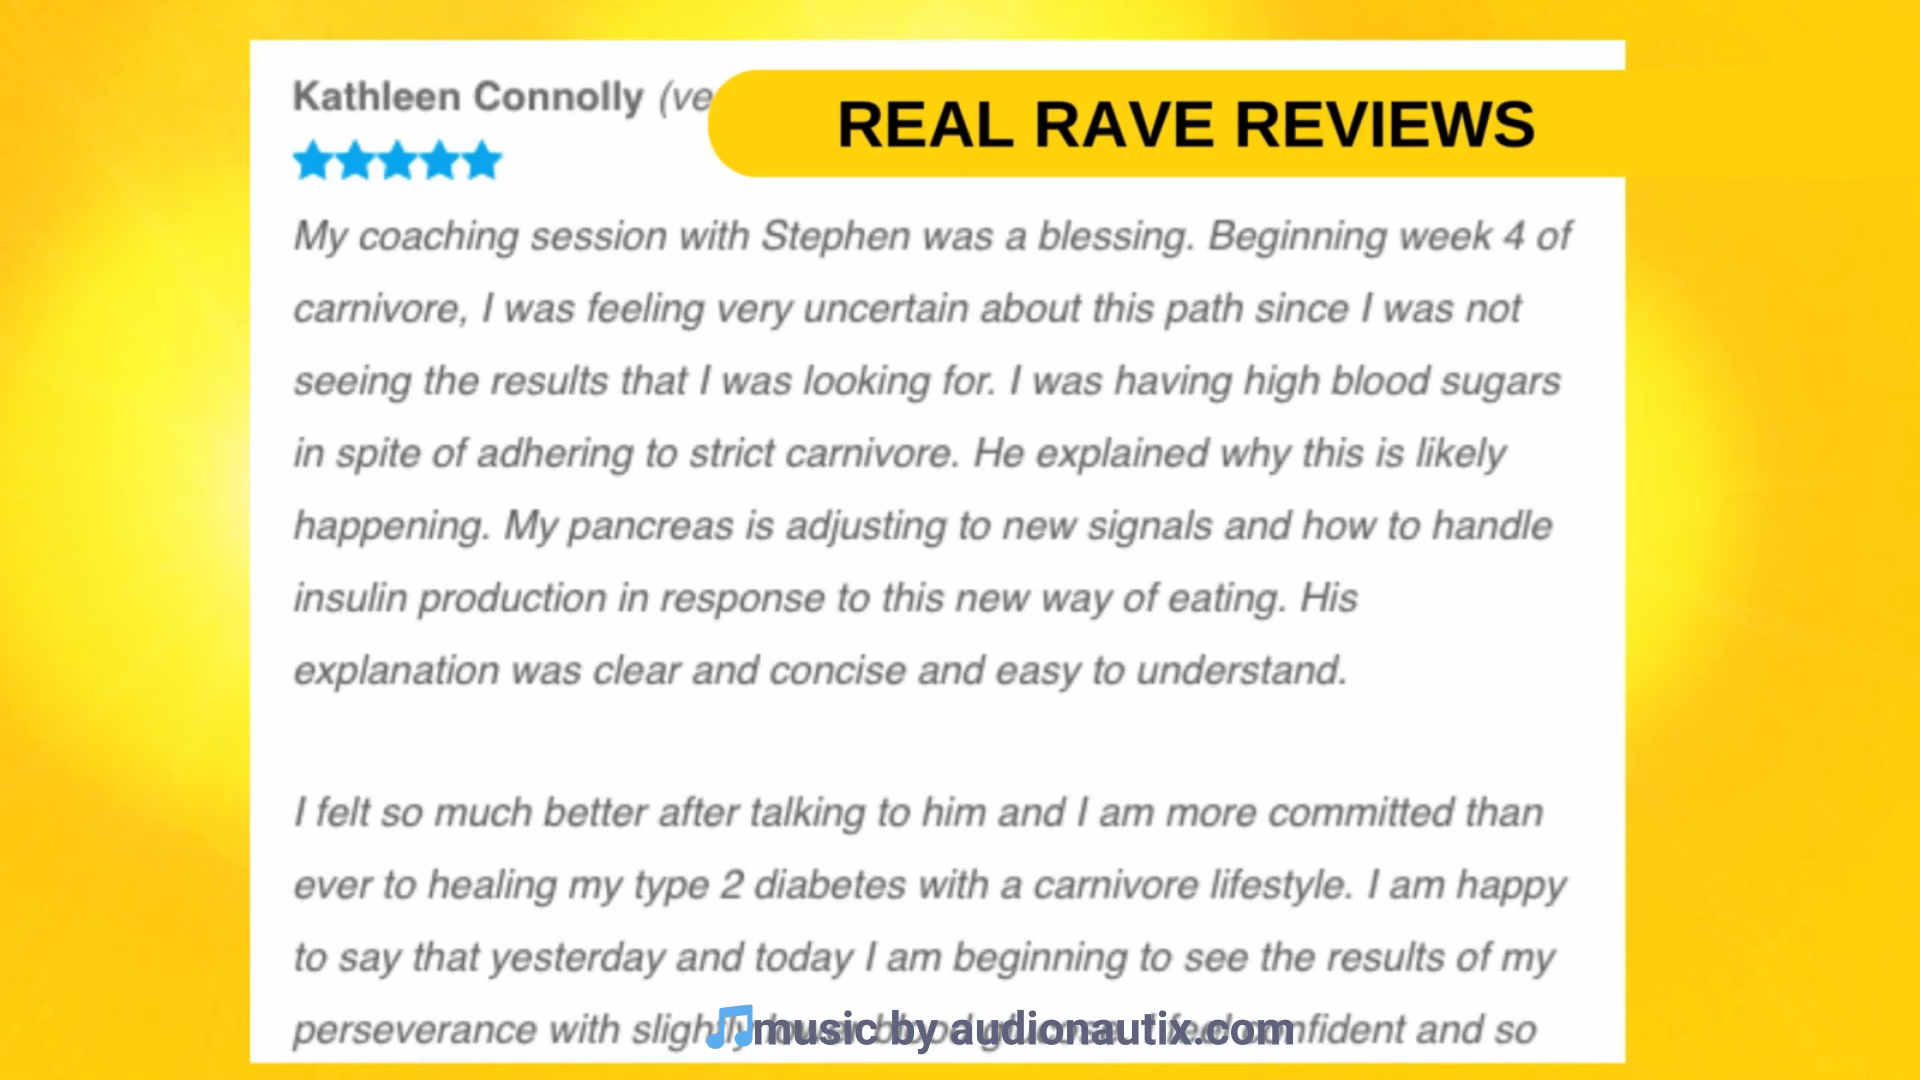 Kathleen Connolly (ve
REAL RAVE REVIEWS
My coaching session with Stephen was a blessing. Beginning week 4 of
carnivore, I was feeling very uncertain about this path since I was not
seeing the results that I was looking for. I was having high blood sugars
in spite of adhering to strict carnivore. He explained why this is likely
happening. My pancreas is adjusting to new signals and how to handle
insulin production in response to this new way of eating. His
explanation was clear and concise and easy to understand.
I felt so much better after talking to him and I am more committed than
ever to healing my type 2 diabetes with a carnivore lifestyle. I am happy
to say that yesterday and today I am beginning to see the results of my
perseverance with slightly lower blood glucose. I feel confident and so
music by audionautix.com